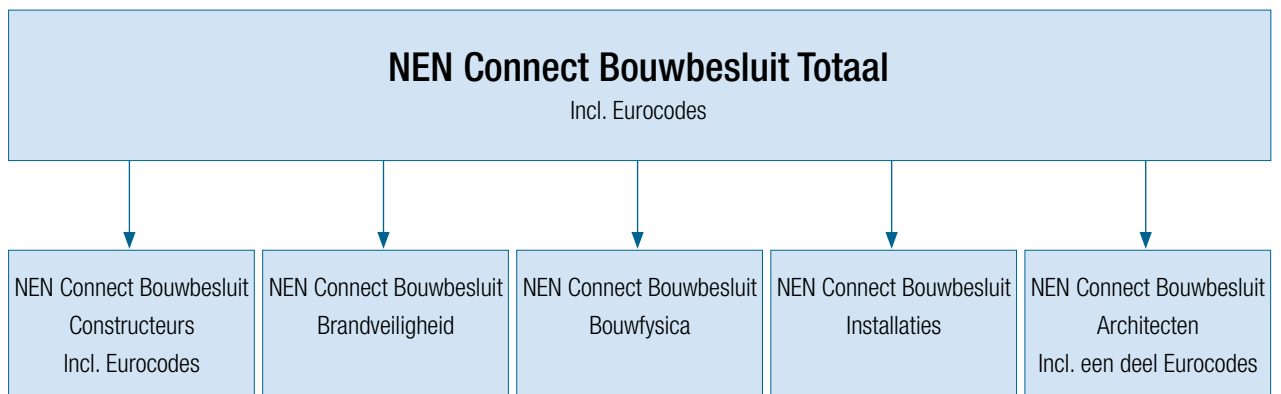 NEN Connect Bouwbesluit Totaal
Incl. Eurocodes
NEN Connect Bouwbesluit
Constructeurs
Incl. Eurocodes
NEN Connect Bouwbesluit
Brandveiligheid
NEN Connect Bouwbesluit
Bouwfysica
NEN Connect Bouwbesluit
Installaties
NEN Connect Bouwbesluit
Architecten
Incl. een deel Eurocodes